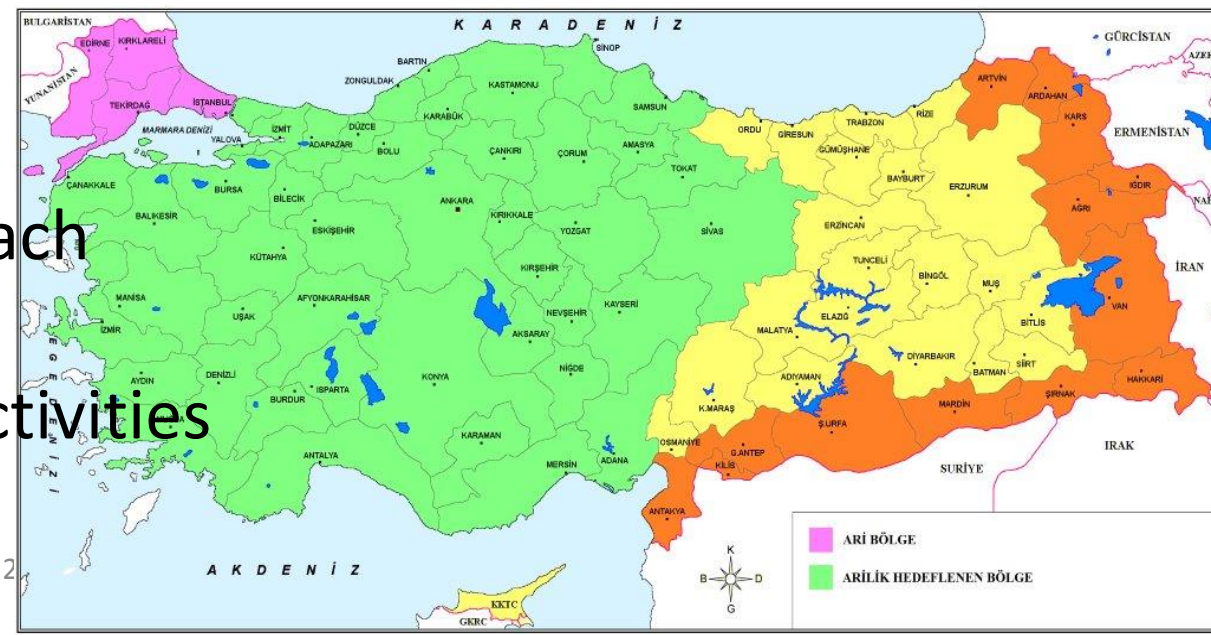 BULGARİSTAN
K A R A D E N İ Z
GÜRCİSTAN
EDİRNE
KIRKLARELİ
SİNOP
BARTIN
ZONGULDAK
KASTAMONU
YUNANİSTAN
TEKİRDAĞ
İSTANBUL
KARABÜK
SAMSUN
ARTVİN
ARDAHAN
KARS
ERMENİSTAN
MARMARA DENİZİ
YALOVA
İZMİT
ADAPAZARI
DÜZCE
BOLU
ÇANKIRI
ÇORUM
AMASYA
TOKAT
ORDU
GİRESUN
TRABZON
RİZE
GÜMÜŞHANE
BAYBURT
ERZURUM
IĞDIR
AĞRI
ÇANAKKALE
BURSA
BİLECİK
BALIKESİR
ESKİŞEHİR
ANKARA
KIRIKKALE
YOZGAT
SİVAS
ERZİNCAN
ach
KÜTAHYA
KIRŞEHİR
TUNCELİ
BİNGÖL
MUŞ
İRAN
MANİSA
İZMİR
UŞAK
AFYONKARAHİSAR
NEVŞEHİR
KAYSERİ
AKSARAY
MALATYA
ELAZIĞ
BİTLİS
VAN
AYDIN
DENİZLİ
BURDUR
ISPARTA
KONYA
NİĞDE
ADIYAMAN
DİYARBAKIR
BATMAN
SİİRT
ŞIRNAK
HAKKARİ
K.MARAŞ
MARDİN
ctivities
EGE DENİZİ
ANTALYA
KARAMAN
MERSİN
ADANA
OSMANİYE
G.ANTEP
KİLİS
Ş.URFA
SURİYE
IRAK
ANTAKYA
2
A K D E N İ Z
KKTC
GKRC
K
B
D
G
ARİ BÖLGE
ARİLİK HEDEFLENEN BÖLGE